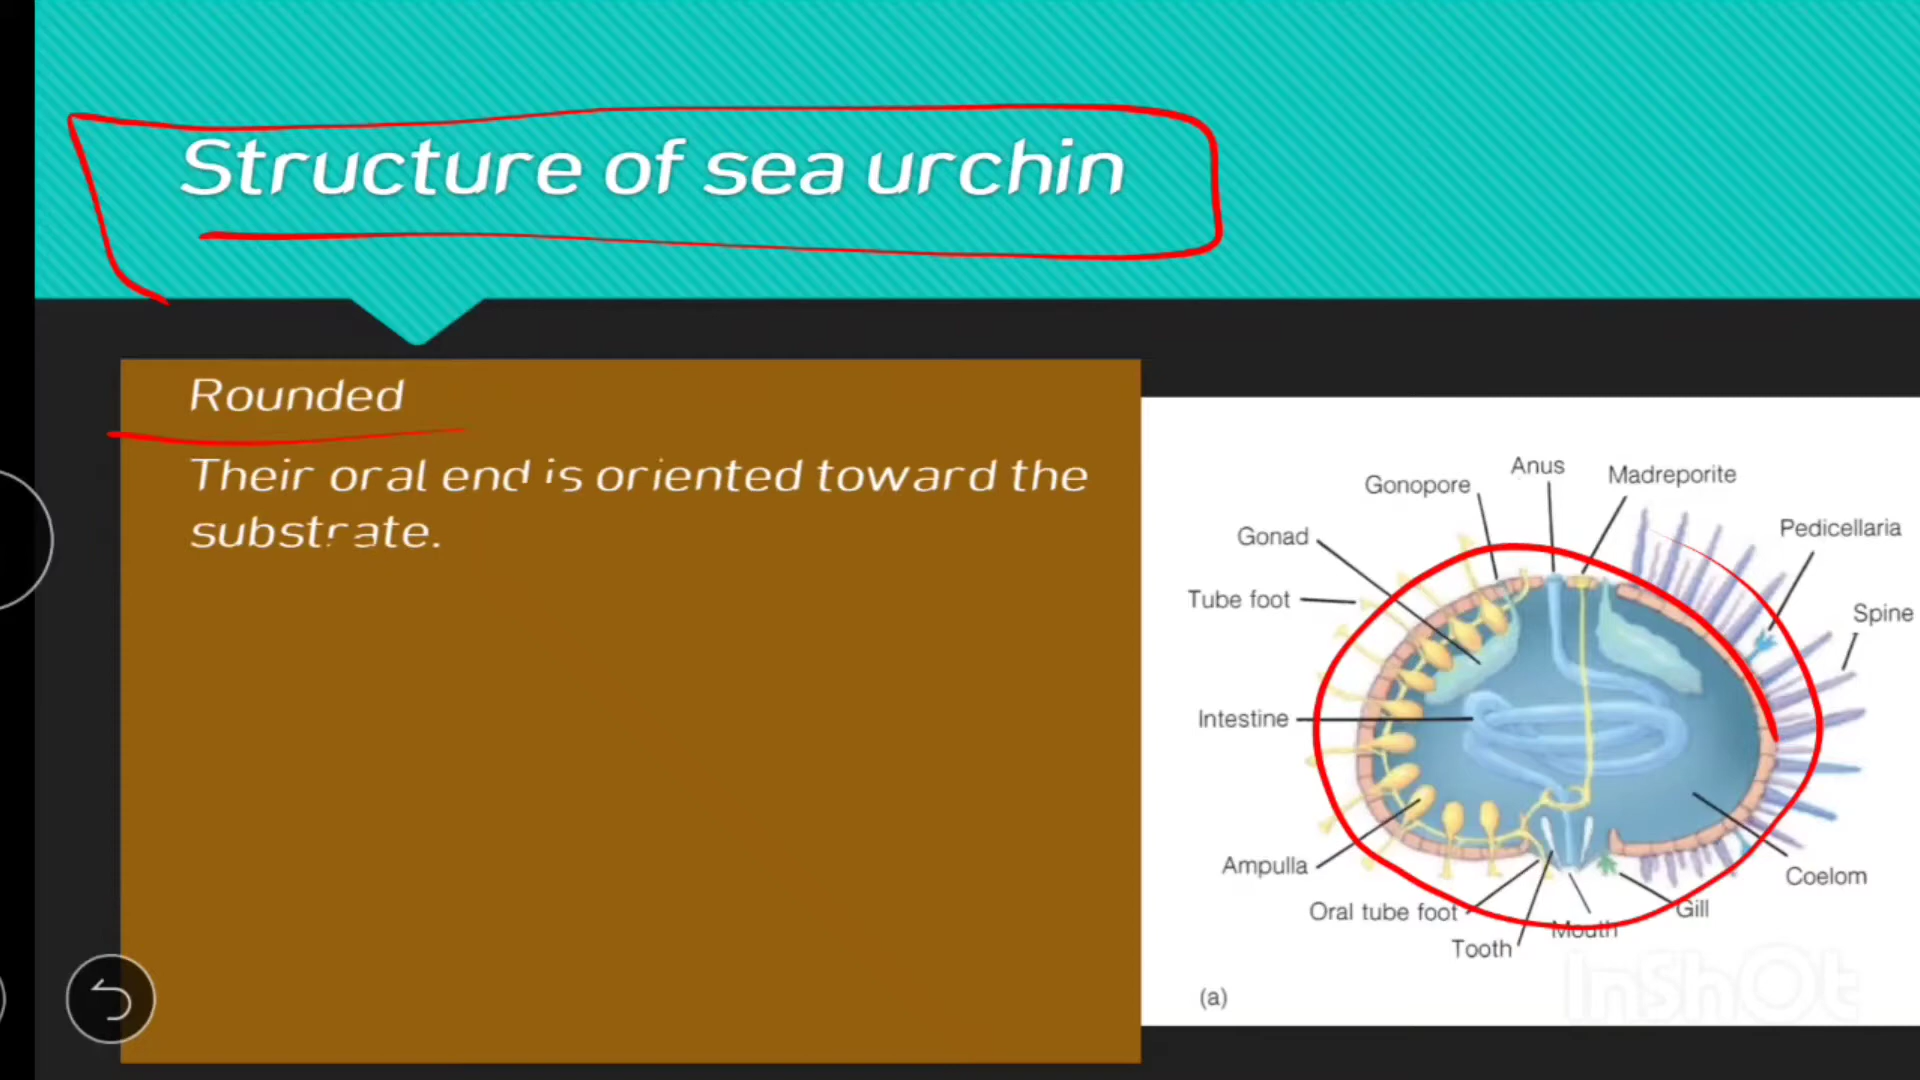 Structure of sea urchin
Rounded
Their oral end is oriented toward the
substrate.
Anus
Madreporite
Gonopore
Pedicellaria
Gonad
Tube foot
Spine
Intestine
Ampulla
Coelom
Oral tube foot
Gill
Mouth
Tooth
(a)
InShOt